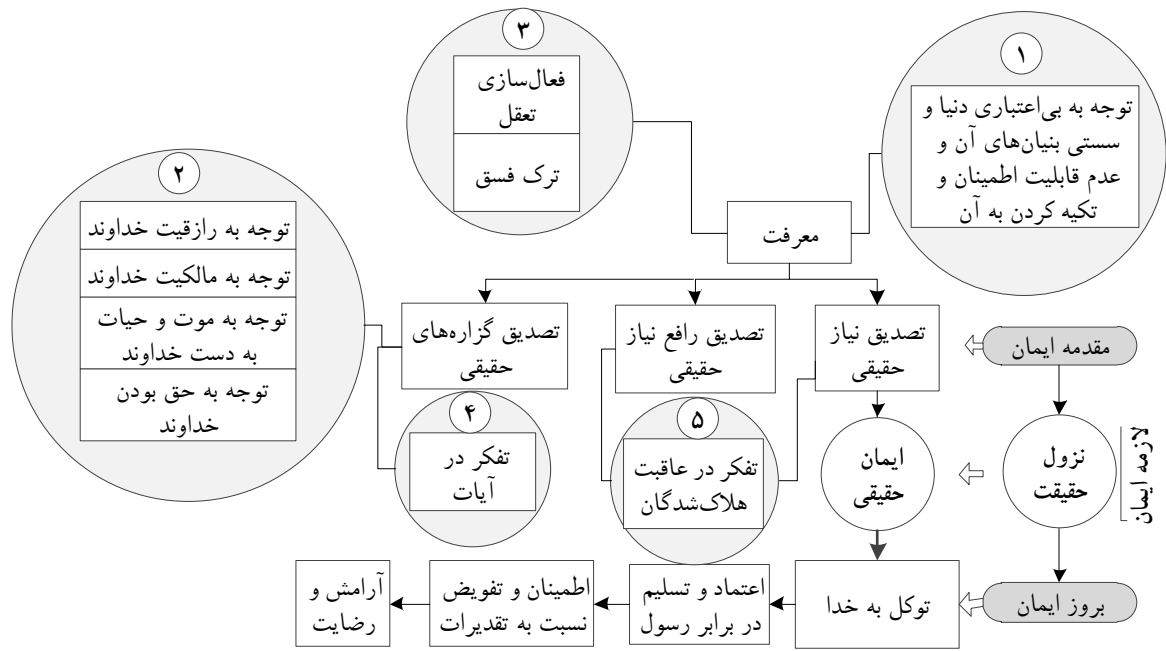 ۱
توجه به بی‌اعتباری دنیا و
سستی بنیان‌های آن و
عدم قابلیت اطمینان و
تکیه کردن به آن
۳
فعال‌سازی
تعقل
ترک فسق
۲
توجه به رازقیت خداوند
توجه به مالکیت خداوند
توجه به موت و حیات
به دست خداوند
توجه به حق بودن
خداوند
معرفت
تصدیق نیاز
حقیقی
تصدیق رافع نیاز
حقیقی
تصدیق گزاره‌های
حقیقی
مقدمه ایمان
۴
تفکر در
آیات
۵
تفکر در عاقبت
هلاک‌شدگان
ایمان
حقیقی
نزول
حقیقت
لازمه ایمان
بروز ایمان
توکل به خدا
اعتماد و تسلیم
در برابر رسول
اطمینان و تفویض
نسبت به تقدیرات
آرامش و
رضایت